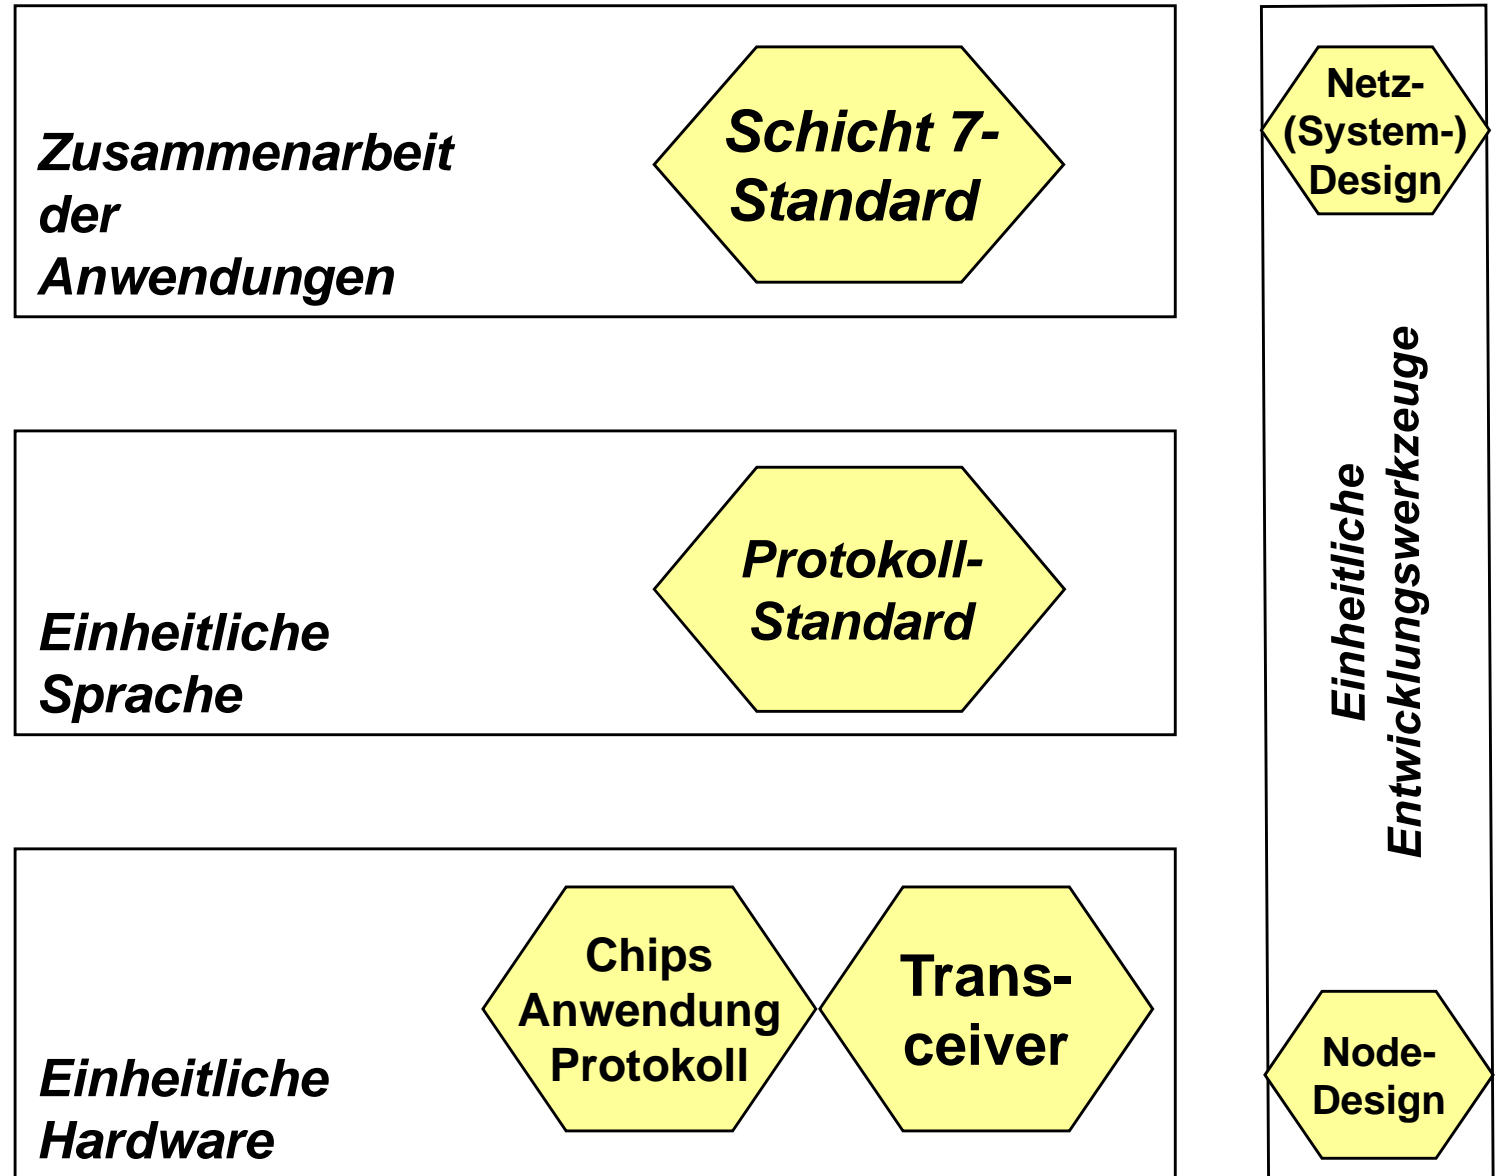 Zusammenarbeit
der
Anwendungen
Schicht 7-
Standard
Netz-
(System-)
Design
Einheitliche
Sprache
Protokoll-
Standard
Einheitliche
Entwicklungswerkzeuge
Einheitliche
Hardware
Chips
Anwendung
Protokoll
Trans-
ceiver
Node-
Design